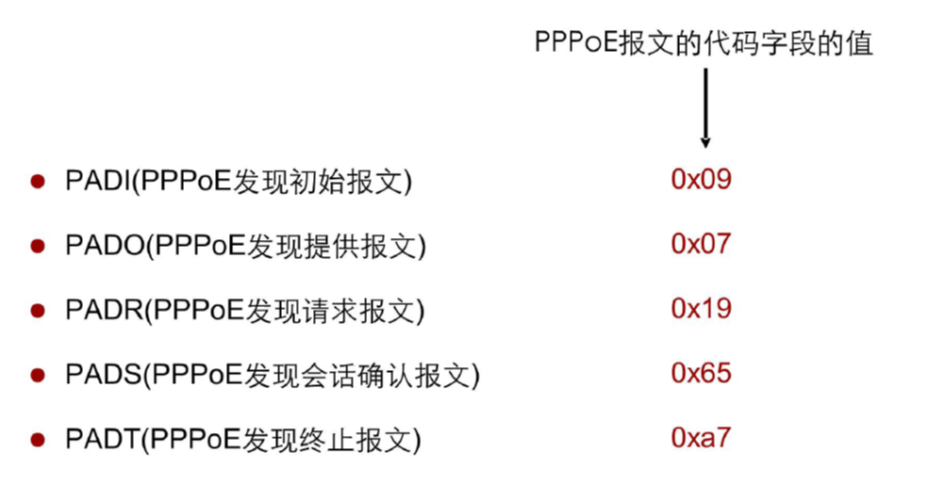 PPPoE报文的代码字段的值
• PADI(PPPoE发现初始报文) 0x09
• PADO(PPPoE发现提供报文) 0x07
• PADR(PPPoE发现请求报文) 0x19
• PADS(PPPoE发现会话确认报文) 0x65
• PADT(PPPoE发现终止报文) 0xa7